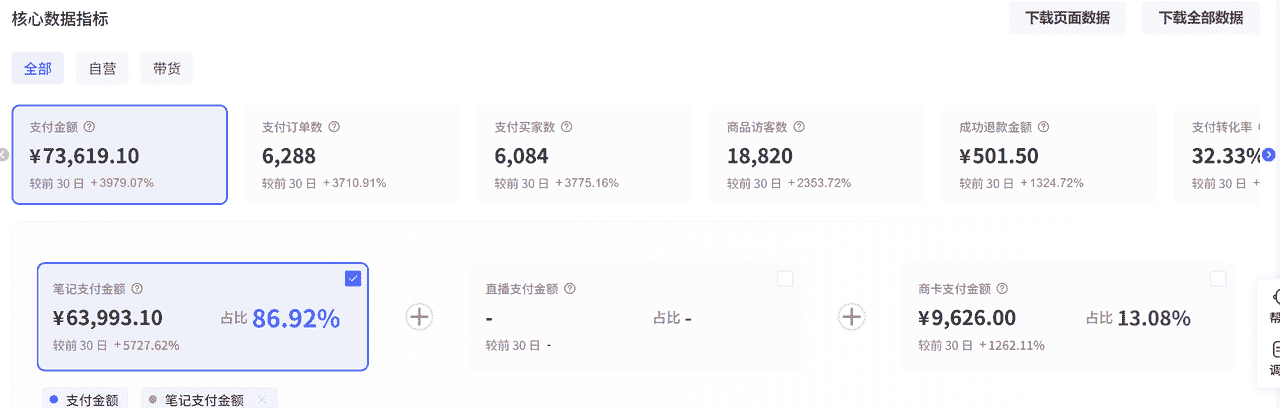 核心数据指标
下载页面数据
下载全部数据
全部
自营
带货
支付金额
¥73,619.10
较前 30 日 +3979.07%
支付订单数
6,288
较前 30 日 +3710.91%
支付买家数
6,084
较前 30 日 +3775.16%
商品访客数
18,820
较前 30 日 +2353.72%
成功退款金额
¥501.50
较前 30 日 +1324.72%
支付转化率
32.33%
较前 30 日 +
笔记支付金额
¥63,993.10
占比 86.92%
较前 30 日 +5727.62%
直播支付金额
-
占比 -
较前 30 日 -
商卡支付金额
¥9,626.00
占比 13.08%
较前 30 日 +1262.11%
支付金额
笔记支付金额